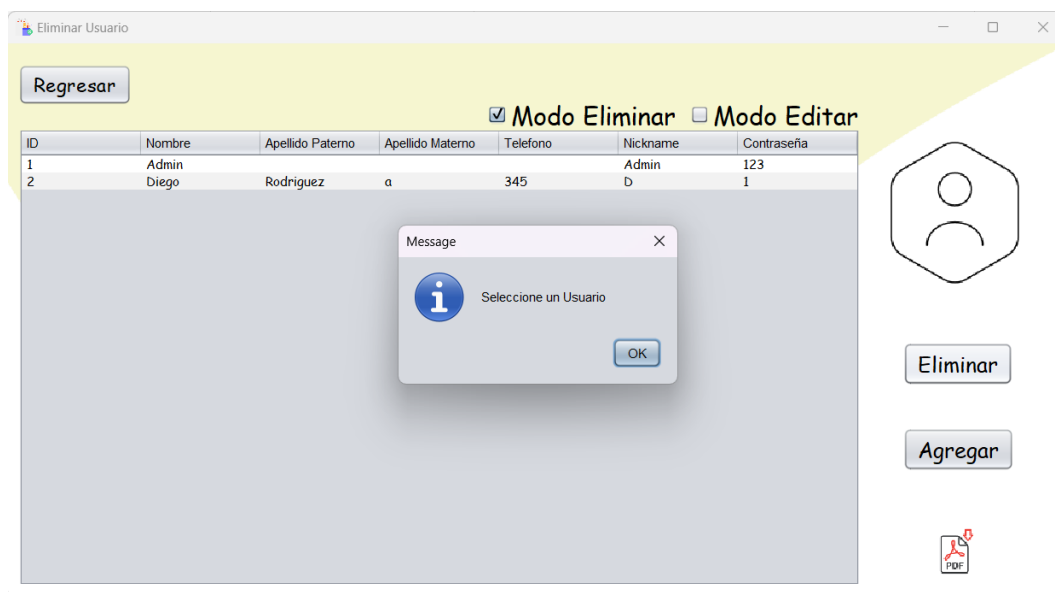 Eliminar Usuario
Regresar
Modo Eliminar Modo Editar
ID Nombre Apellido Paterno Apellido Materno Telefono Nickname Contraseña
1 Admin Admin 123
2 Diego Rodriguez a 345 D 1
Message
Seleccione un Usuario
OK
Eliminar
Agregar
PDF